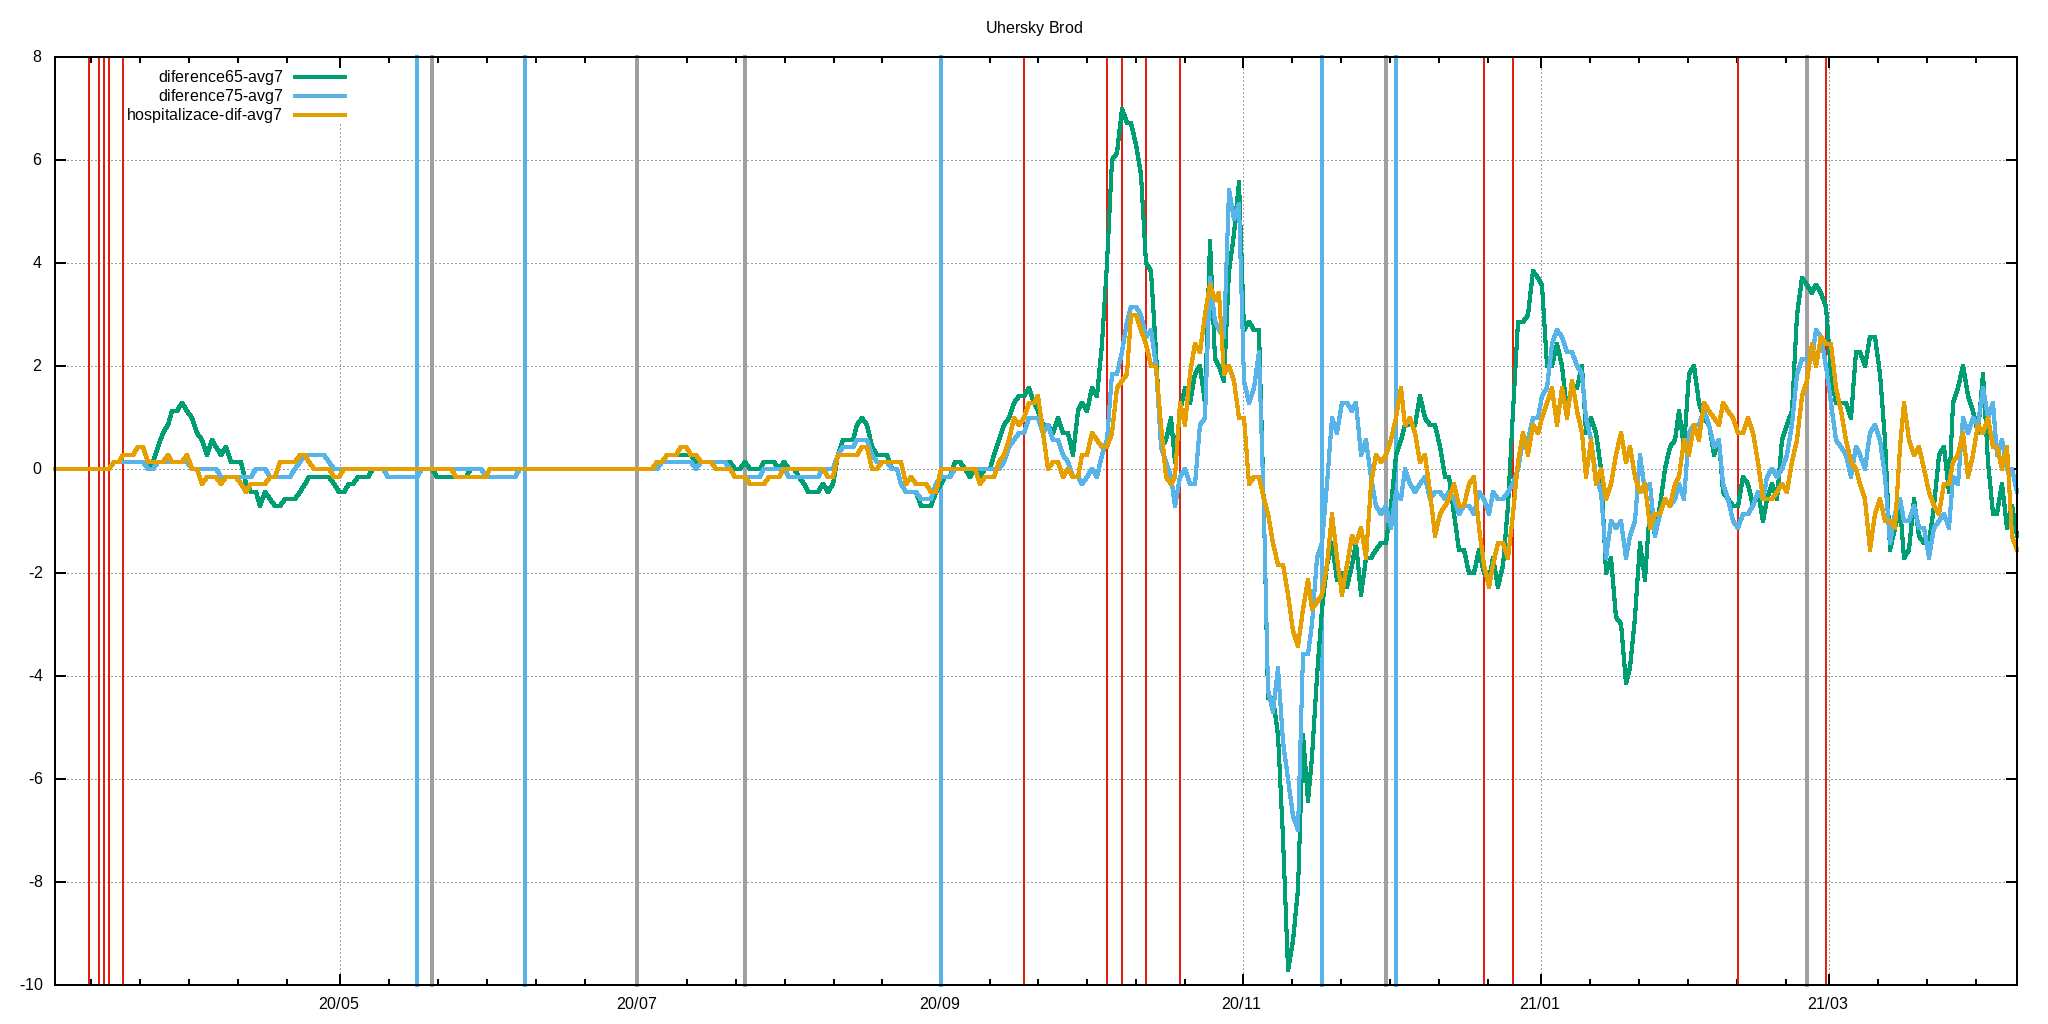 Uhersky Brod
diference65-avg7
diference75-avg7
hospitalizace-dif-avg7
8
6
4
2
0
-2
-4
-6
-8
-10
20/05 20/07 20/09 20/11 21/01 21/03